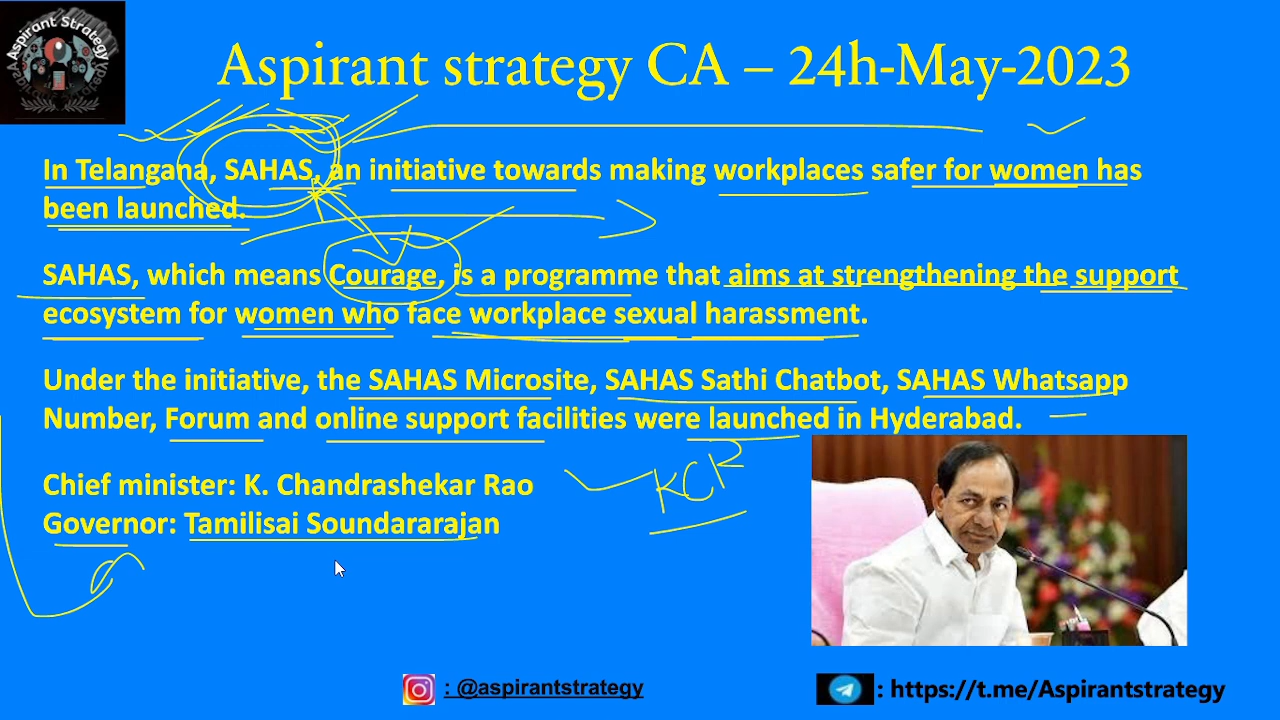 Aspirant Strategy
Aspirant strategy CA – 24h-May-2023
In Telangana, SAHAS, an initiative towards making workplaces safer for women has
been launched.
SAHAS, which means Courage, is a programme that aims at strengthening the support
ecosystem for women who face workplace sexual harassment.
Under the initiative, the SAHAS Microsite, SAHAS Sathi Chatbot, SAHAS Whatsapp
Number, Forum and online support facilities were launched in Hyderabad.
KCR
Chief minister: K. Chandrashekar Rao
Governor: Tamilisai Soundararajan
: @aspirantstrategy
: https://t.me/Aspirantstrategy